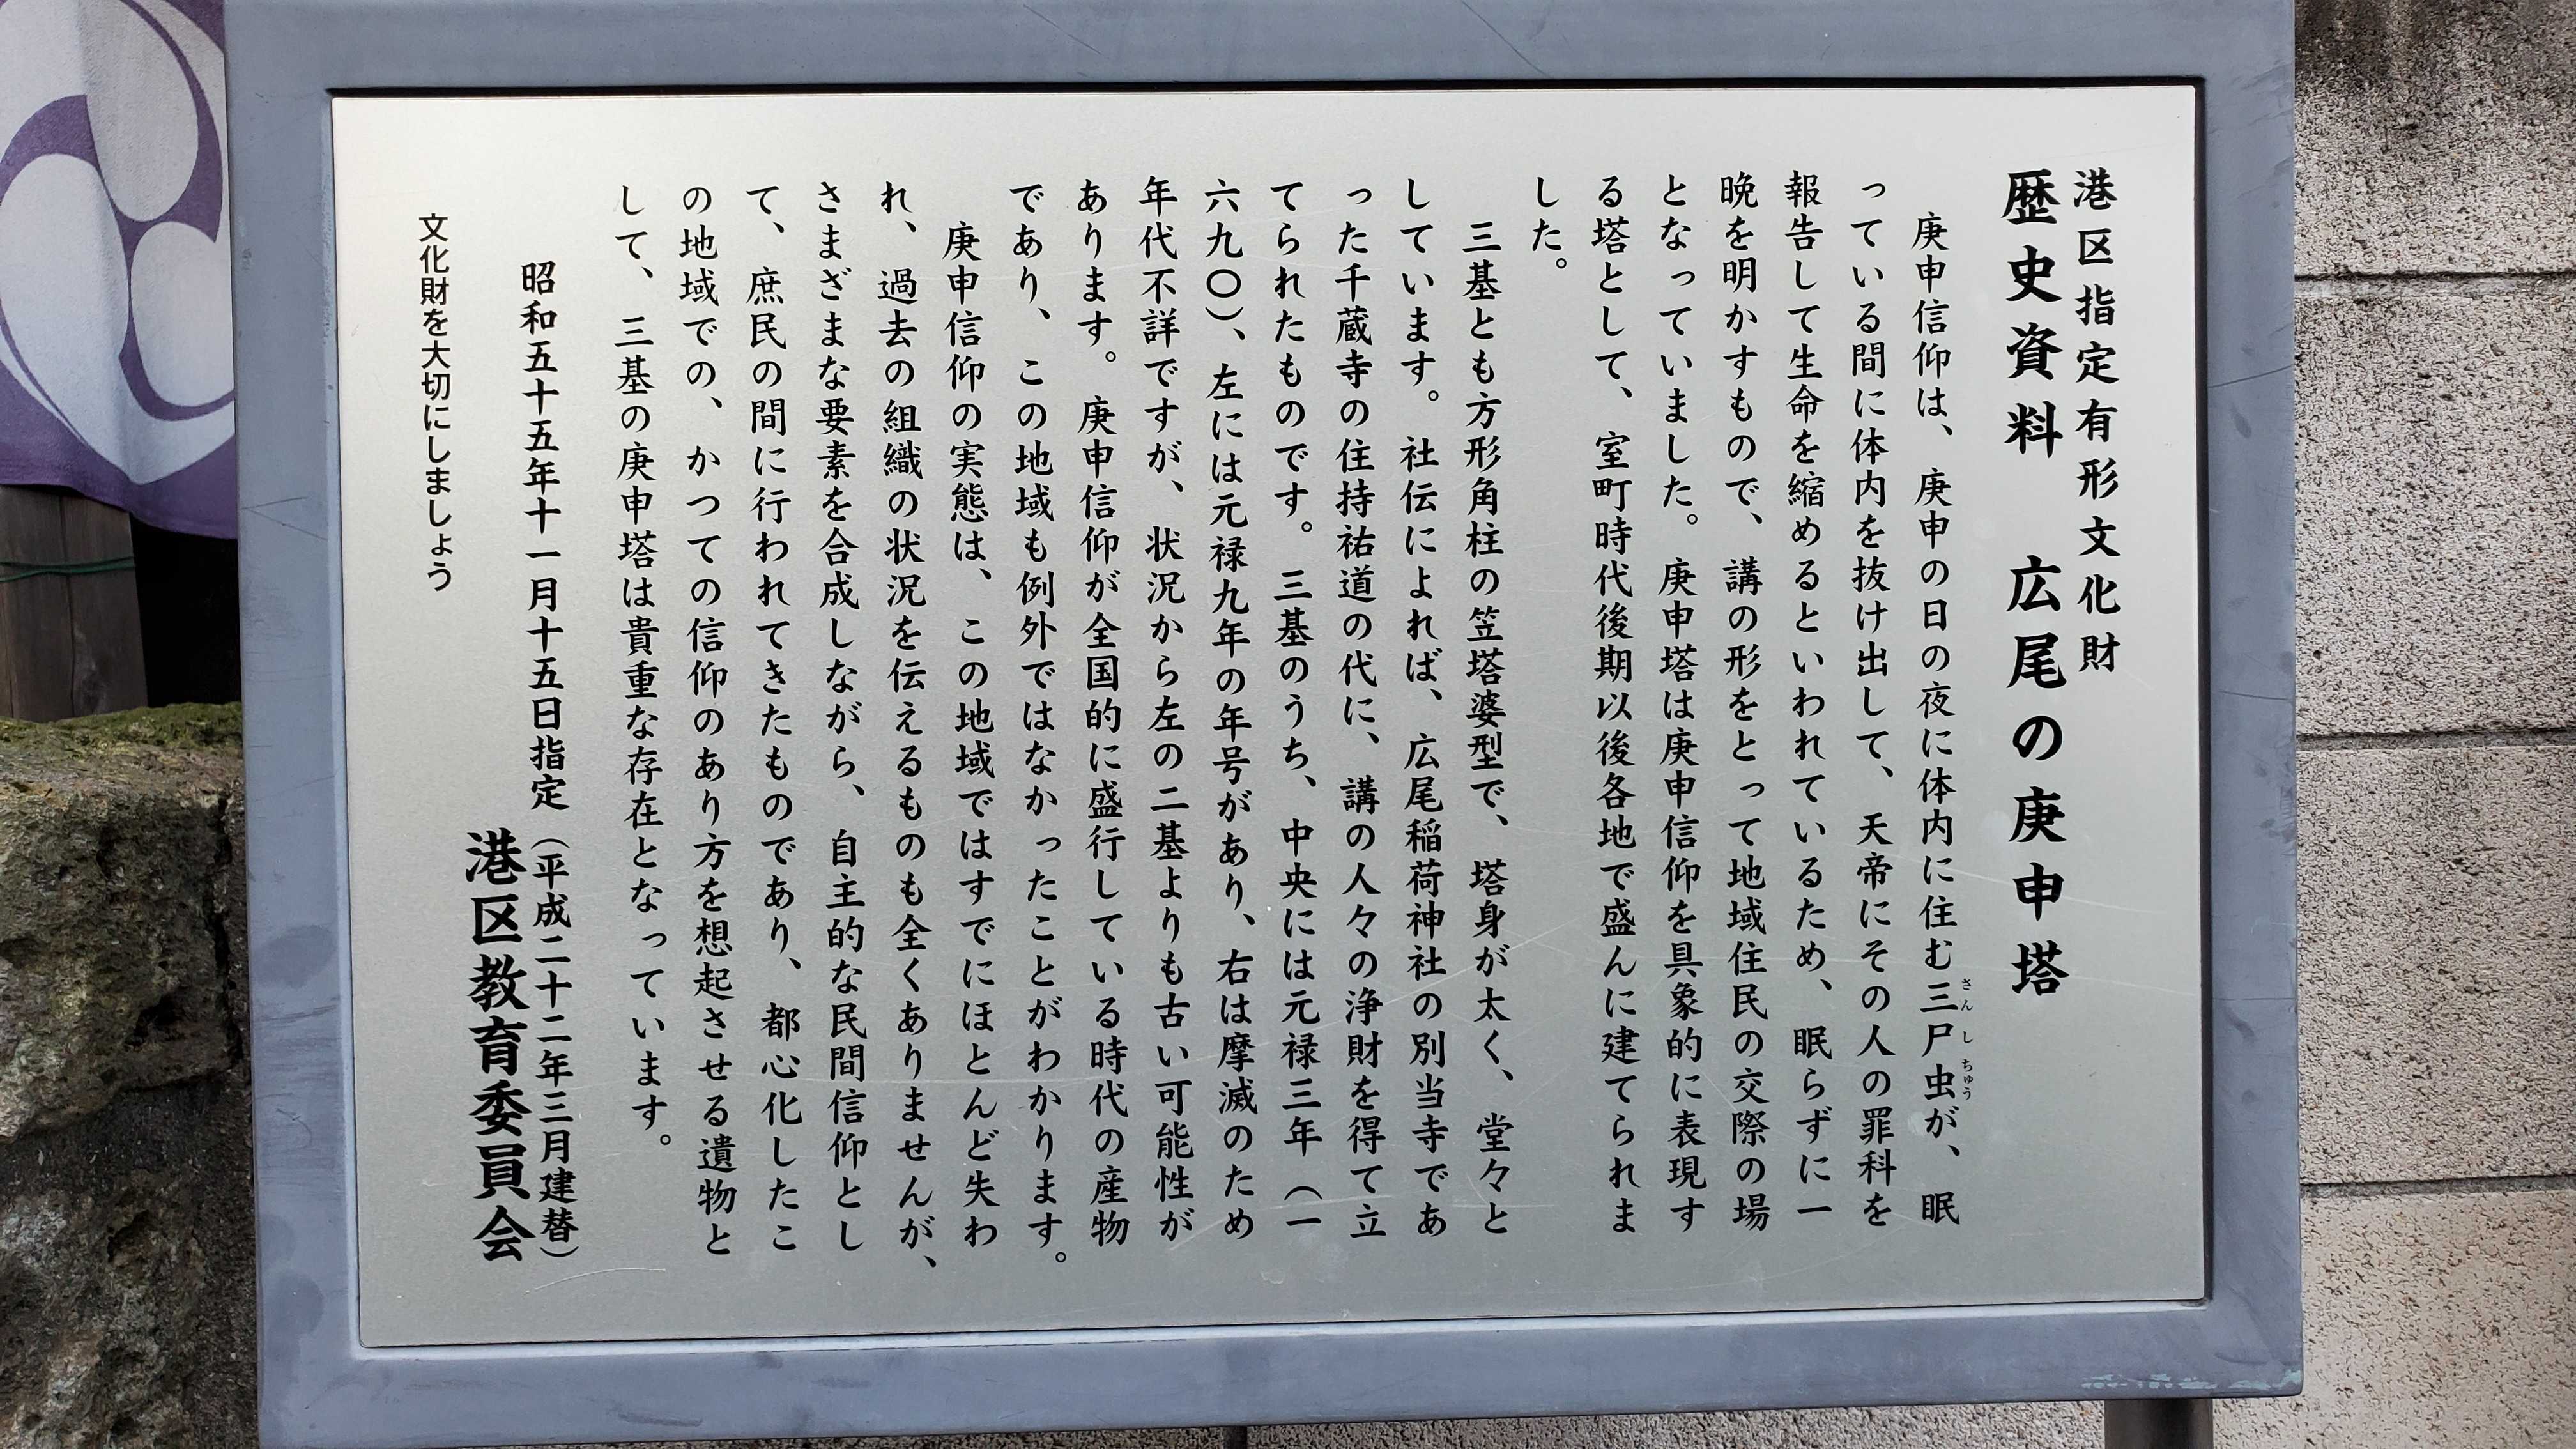 港区指定有形文化財
歴史資料　広尾の庚申塔
庚申信仰は、庚申の日の夜に体内に住む三尸虫が、眠
さんしちゅう
っている間に体内を抜け出して、天帝にその人の罪科を
報告して生命を縮めるといわれているため、眠らずに一
晩を明かすもので、講の形をとって地域住民の交際の場
となっていました。庚申塔は庚申信仰を具象的に表現す
る塔として、室町時代後期以後各地で盛んに建てられま
した。
三基とも方形角柱の笠塔婆型で、塔身が太く、堂々と
しています。社伝によれば、広尾稲荷神社の別当寺であ
った千蔵寺の住持祐道の代に、講の人々の浄財を得て立
てられたものです。三基のうち、中央には元禄三年（一
六九〇）、左には元禄九年の年号があり、右は摩滅のため
年代不詳ですが、状況から左の二基よりも古い可能性が
あります。庚申信仰が全国的に盛行している時代の産物
であり、この地域も例外ではなかったことがわかります。
庚申信仰の実態は、この地域ではすでにほとんど失わ
れ、過去の組織の状況を伝えるものも全くありませんが、
さまざまな要素を合成しながら、自主的な民間信仰とし
て、庶民の間に行われてきたものであり、都心化したこ
の地域での、かつての信仰のあり方を想起させる遺物と
して、三基の庚申塔は貴重な存在となっています。
昭和五十五年十一月十五日指定（平成二十二年三月建替）
港区教育委員会
文化財を大切にしましょう